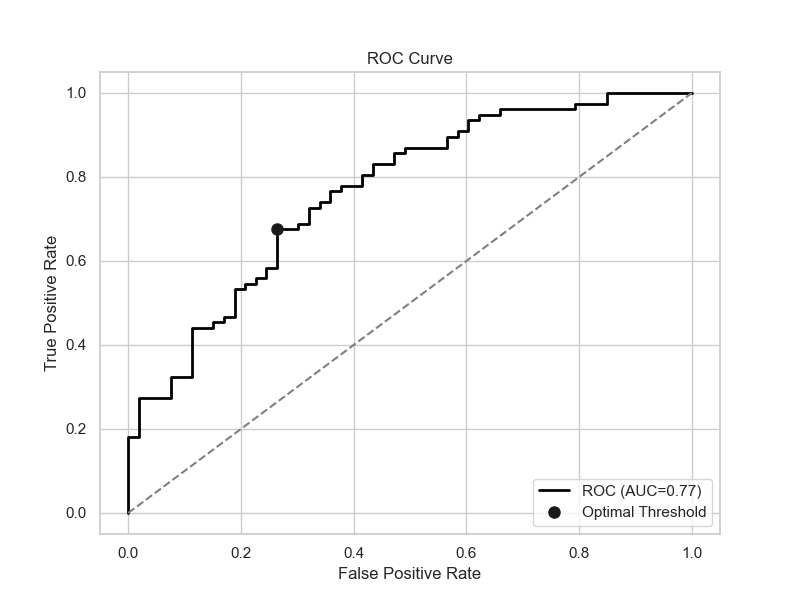 ROC Curve
1.0
0.8
0.6
0.4
0.2
0.0
True Positive Rate
ROC (AUC=0.77)
Optimal Threshold
0.0 0.2 0.4 0.6 0.8 1.0
False Positive Rate